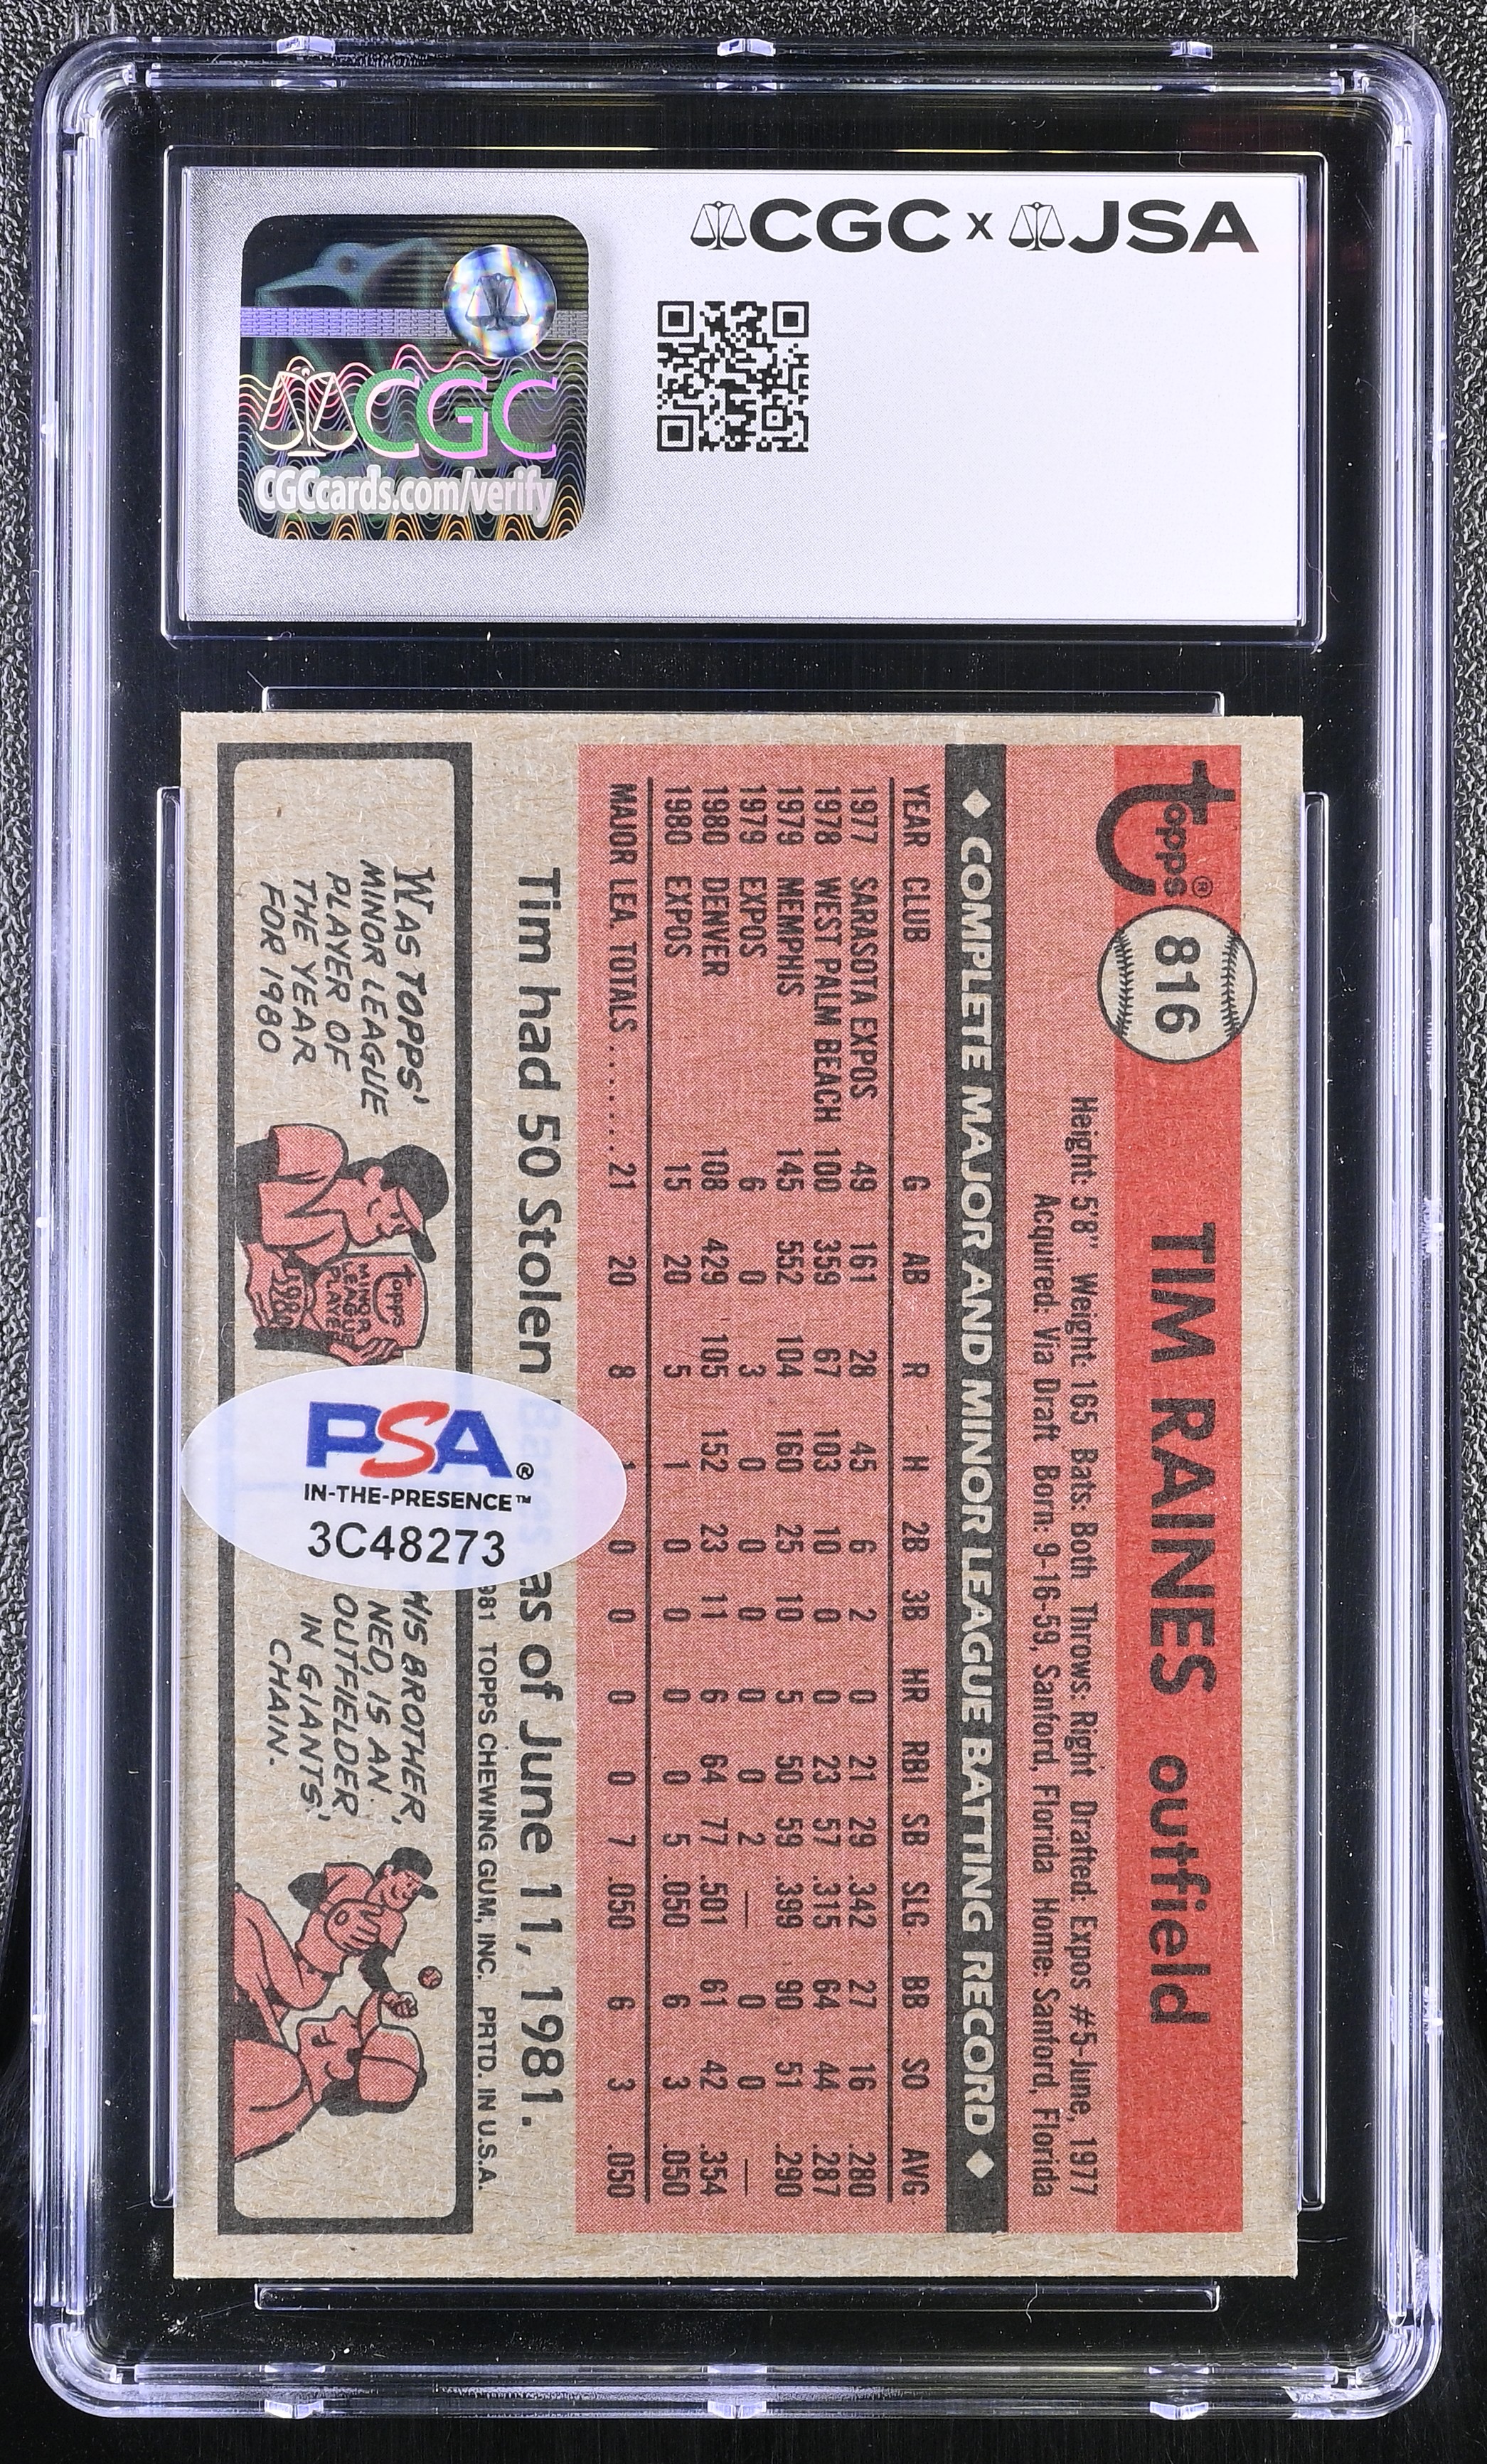 CGC x JSA
CGC
CGCcards.com/verify
topps®
816
TIM RAINES outfield
Height: 5'8" Weight: 165 Bats: Both Throws: Right Drafted: Expos #5-June, 1977
Acquired: Via Draft Born: 9-16-59, Sanford, Florida Home: Sanford, Florida
◆ COMPLETE MAJOR AND MINOR LEAGUE BATTING RECORD ◆
YEAR CLUB G AB R H 2B 3B HR RBI SB SLG BB SO AVG
1977 SARASOTA EXPOS 49 161 28 45 6 2 0 21 29 .342 27 16 .280
1978 WEST PALM BEACH 100 359 67 103 10 0 0 23 57 .315 64 44 .287
1979 MEMPHIS 145 552 104 160 25 10 5 50 59 .399 90 51 .290
1979 EXPOS 6 0 3 0 0 0 0 0 2 — 0 0 —
1980 DENVER 108 429 105 152 23 11 6 64 77 .501 61 42 .354
1980 EXPOS 15 20 5 1 0 0 0 0 5 .050 6 3 .050
MAJOR LEA. TOTALS ........ 21 20 8 1 0 0 0 0 7 .050 6 3 .050
Tim had 50 Stolen Bases as of June 11, 1981.
981 TOPPS CHEWING GUM, INC. PRTD. IN U.S.A.
WAS TOPPS'
MINOR LEAGUE
PLAYER OF
THE YEAR
FOR 1980
topps
MINOR
LEAGUE
PLAYER
1980
HIS BROTHER,
NED, IS AN
OUTFIELDER
IN GIANTS'
CHAIN.
PSA®
IN-THE-PRESENCE™
3C48273